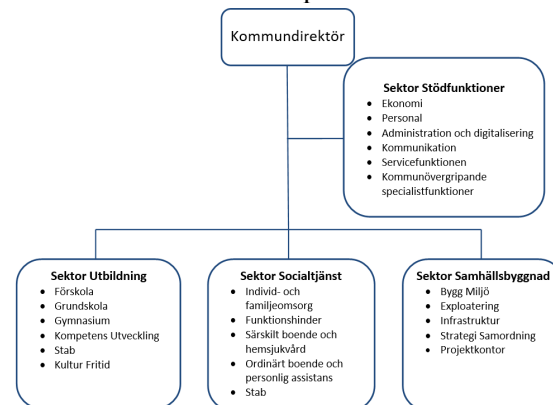 Kommundirektör
Sektor Stödfunktioner
• Ekonomi
• Personal
• Administration och digitalisering
• Kommunikation
• Servicefunktionen
• Kommunövergripande
specialistfunktioner
Sektor Utbildning
• Förskola
• Grundskola
• Gymnasium
• Kompetens Utveckling
• Stab
• Kultur Fritid
Sektor Socialtjänst
• Individ- och
familjeomsorg
• Funktionshinder
• Särskilt boende och
hemsjukvård
• Ordinärt boende och
personlig assistans
• Stab
Sektor Samhällsbyggnad
• Bygg Miljö
• Exploatering
• Infrastruktur
• Strategi Samordning
• Projektkontor